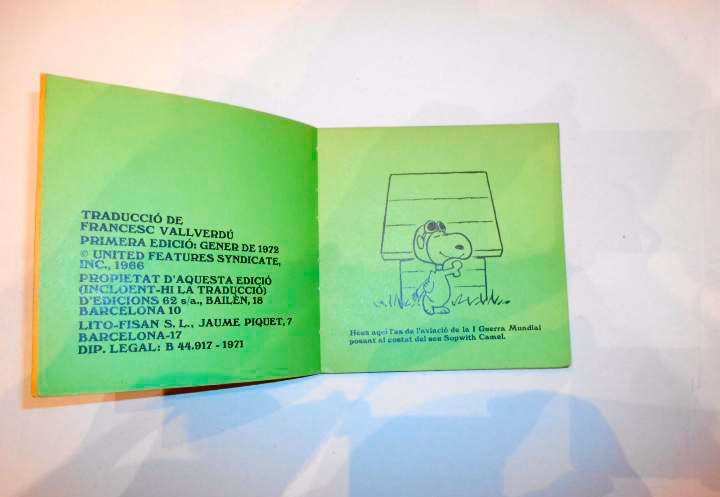 TRADUCCIÓ DE
FRANCESC VALLVERDÚ
PRIMERA EDICIÓ: GENER DE 1972
© UNITED FEATURES SYNDICATE,
INC., 1966
PROPIETAT D'AQUESTA EDICIÓ
(INCLOENT-HI LA TRADUCCIÓ)
D'EDICIONS 62 s/a., BAILÈN, 18
BARCELONA 10
LITO-FISAN S. L., JAUME PIQUET, 7
BARCELONA-17
DIP. LEGAL: B 44.917 - 1971
Heus aquí l'as de l'aviació de la I Guerra Mundial
posant al costat del seu Sopwith Camel.